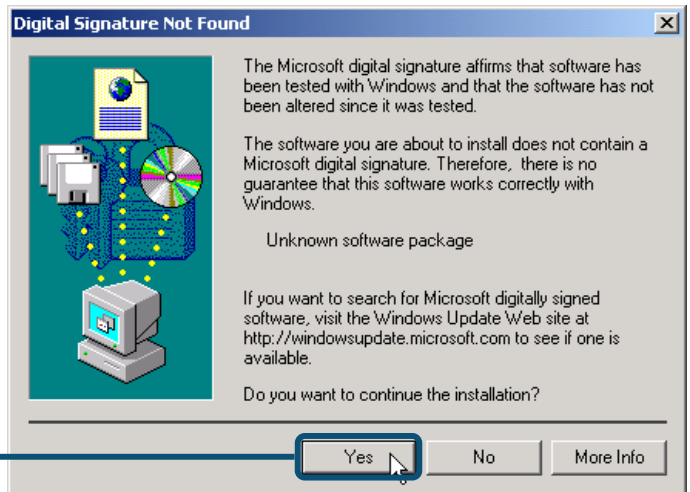 Digital Signature Not Found
The Microsoft digital signature affirms that software has
been tested with Windows and that the software has not
been altered since it was tested.
The software you are about to install does not contain a
Microsoft digital signature. Therefore, there is no
guarantee that this software works correctly with
Windows.
Unknown software package
If you want to search for Microsoft digitally signed
software, visit the Windows Update Web site at
http://windowsupdate.microsoft.com to see if one is
available.
Do you want to continue the installation?
Yes No More Info